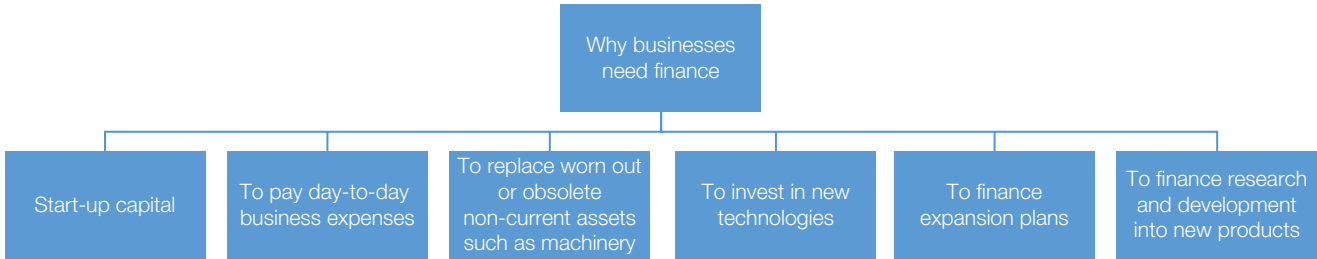 Why businesses
need finance
Start-up capital
To pay day-to-day
business expenses
To replace worn out
or obsolete
non-current assets
such as machinery
To invest in new
technologies
To finance
expansion plans
To finance research
and development
into new products